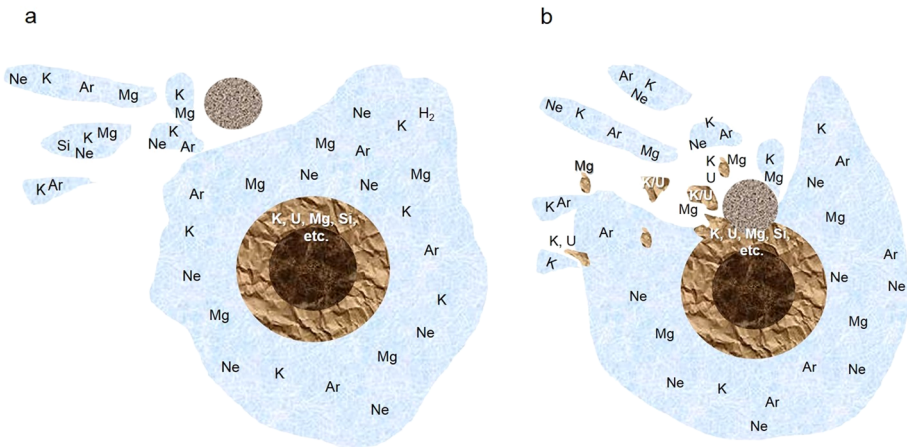 a
Ne K Ar Mg
K
Mg
K
Ne Ar
Si K Mg
Ne
K Ar
Ne K H₂
Mg Ar
Mg Ne Ne Mg
Ar
K K
K, U, Mg, Si,
etc.
Ar
Ne
K
Mg Ne
Mg
Ne K Ar
Ne
b
Ar K
Ne
Ne K Ar Mg
K
Ne Ar
K Mg
U
K
Mg
Mg
K/U
K/U
Mg
K Ar
K, U
K
Ar
K, U, Mg, Si,
etc.
K
Ar
Ne
Mg
Ar
Ne Ne
Ne
Mg Mg
Ar Ne
Ne K Ar
Ne